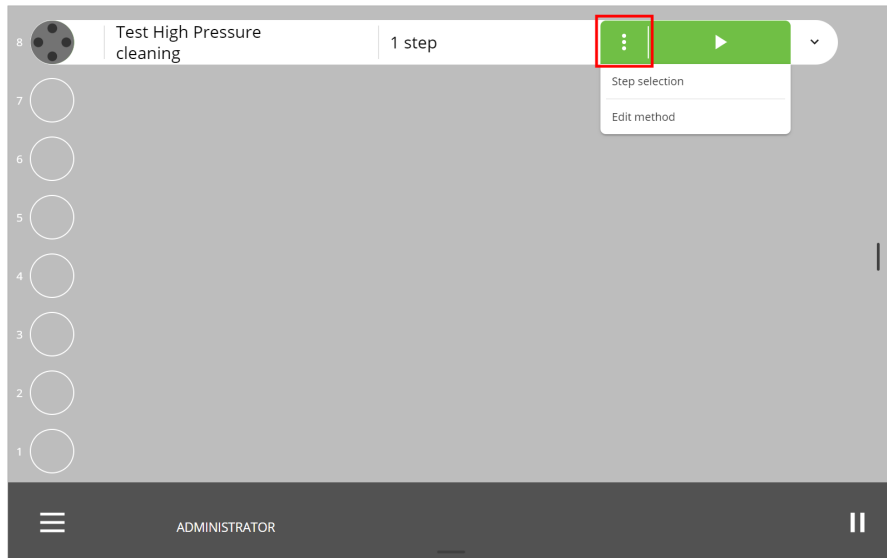 8
Test High Pressure
cleaning
1 step
Step selection
Edit method
7
6
5
4
3
2
1
ADMINISTRATOR